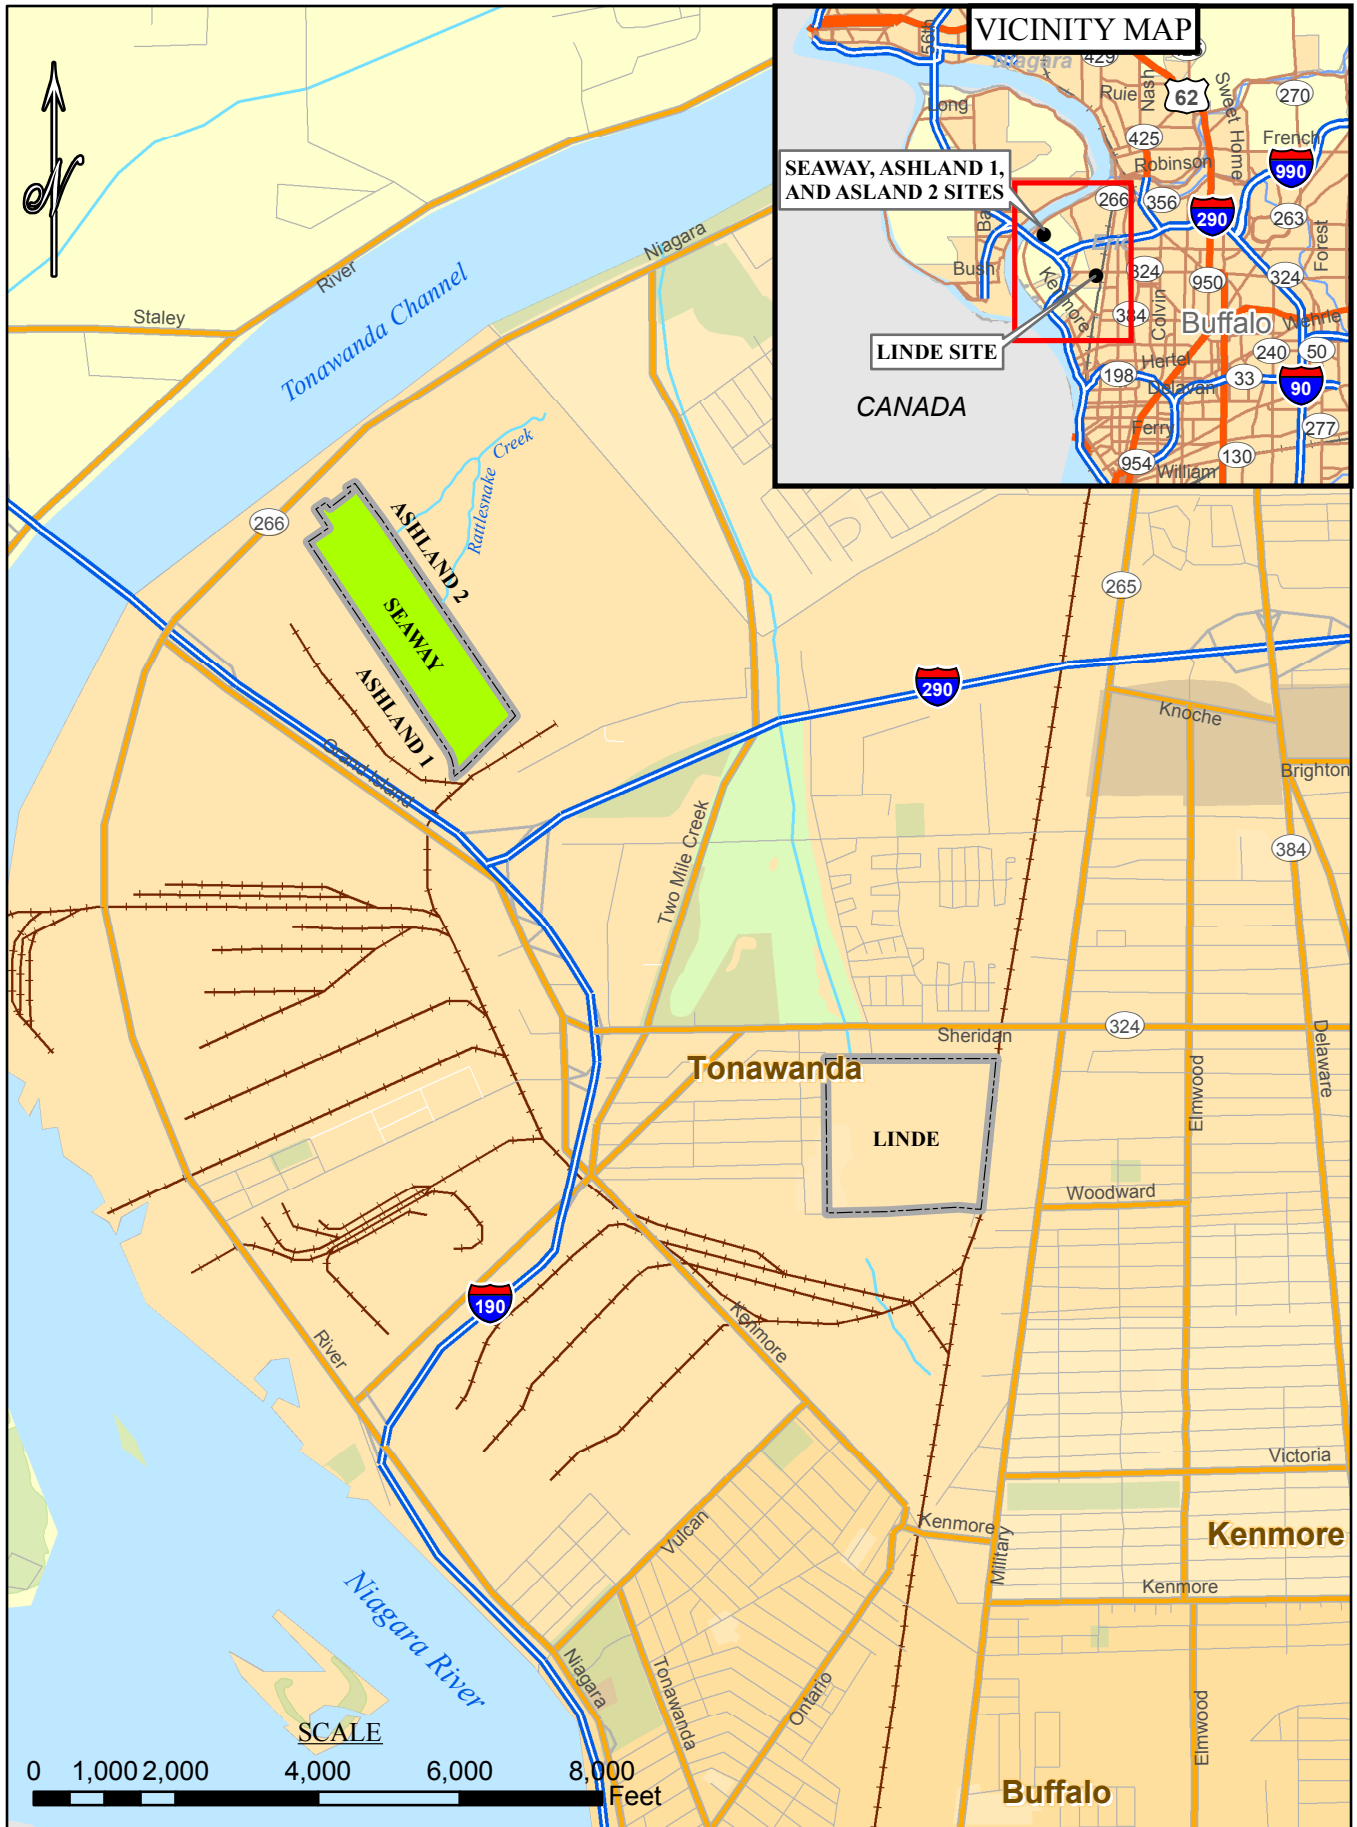 VICINITY MAP
Niagara
56th
429
Long
Ruie
Nash
62
Sweet Home
270
425
French
Robinson
990
SEAWAY, ASHLAND 1,
AND ASLAND 2 SITES
266
356
290
263
Forest
Bush
Kenmore
324
950
324
384
Colvin
Buffalo
Wehrle
LINDE SITE
Hertel
240
50
198
Delavan
33
90
CANADA
Ferry
277
954
William
130
N
Staley
River
Niagara
Tonawanda Channel
Rattlesnake Creek
266
ASHLAND 2
SEAWAY
ASHLAND 1
265
290
Knoche
Brighton
Grand Island
Two Mile Creek
384
Sheridan
324
Delaware
Elmwood
Tonawanda
LINDE
Woodward
190
River
Kenmore
Victoria
Vulcan
Kenmore
Military
Kenmore
Kenmore
Niagara River
Niagara
Tonawanda
Ontario
Elmwood
Buffalo
SCALE
0 1,000 2,000 4,000 6,000 8,000
Feet